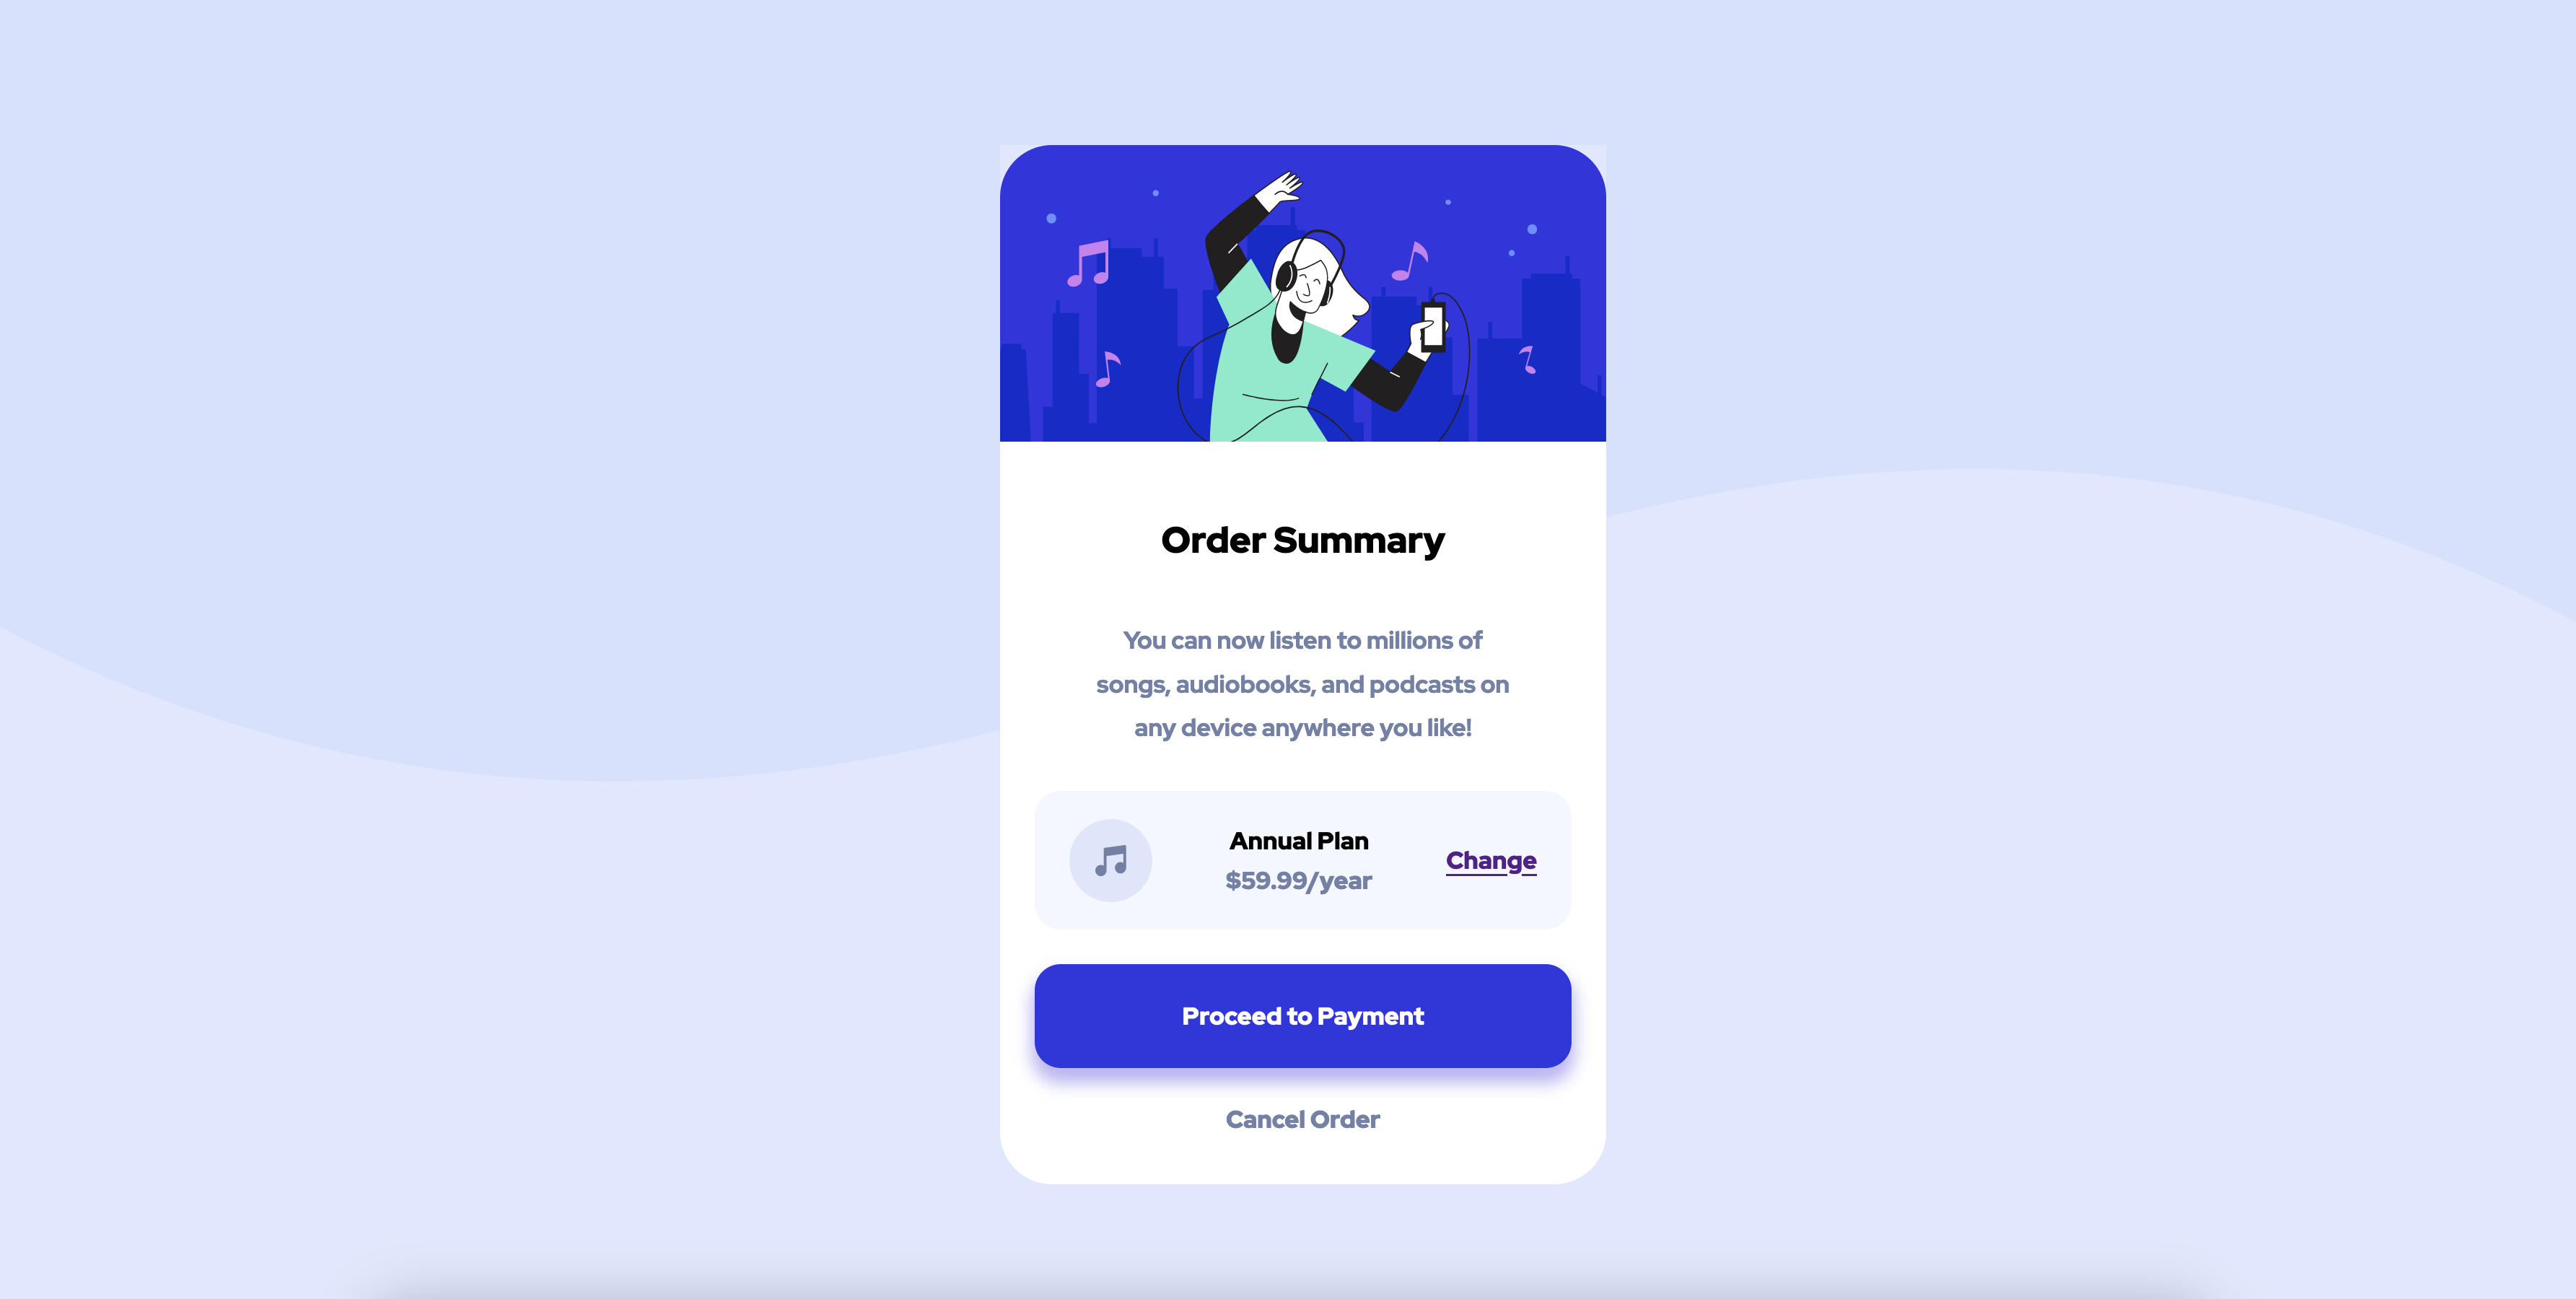 Order Summary
You can now listen to millions of
songs, audiobooks, and podcasts on
any device anywhere you like!
Annual Plan
$59.99/year
Change
Proceed to Payment
Cancel Order